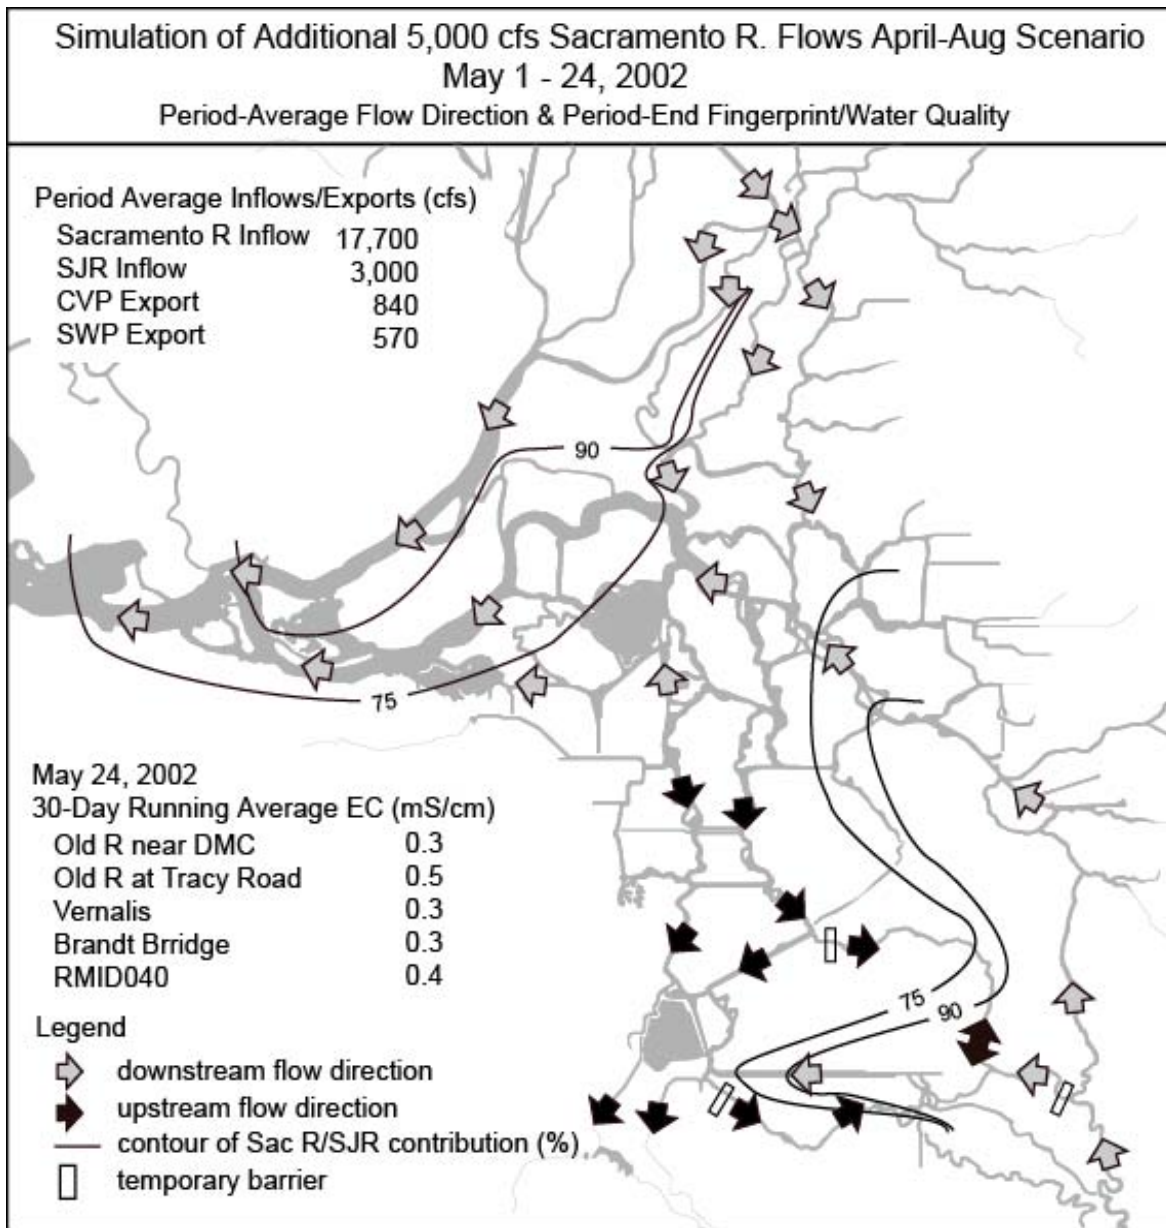 Simulation of Additional 5,000 cfs Sacramento R. Flows April-Aug Scenario
May 1 - 24, 2002
Period-Average Flow Direction & Period-End Fingerprint/Water Quality
Period Average Inflows/Exports (cfs)
Sacramento R Inflow 17,700
SJR Inflow 3,000
CVP Export 840
SWP Export 570
90
75
May 24, 2002
30-Day Running Average EC (mS/cm)
Old R near DMC 0.3
Old R at Tracy Road 0.5
Vernalis 0.3
Brandt Brridge 0.3
RMID040 0.4
75
90
Legend
downstream flow direction
upstream flow direction
contour of Sac R/SJR contribution (%)
temporary barrier